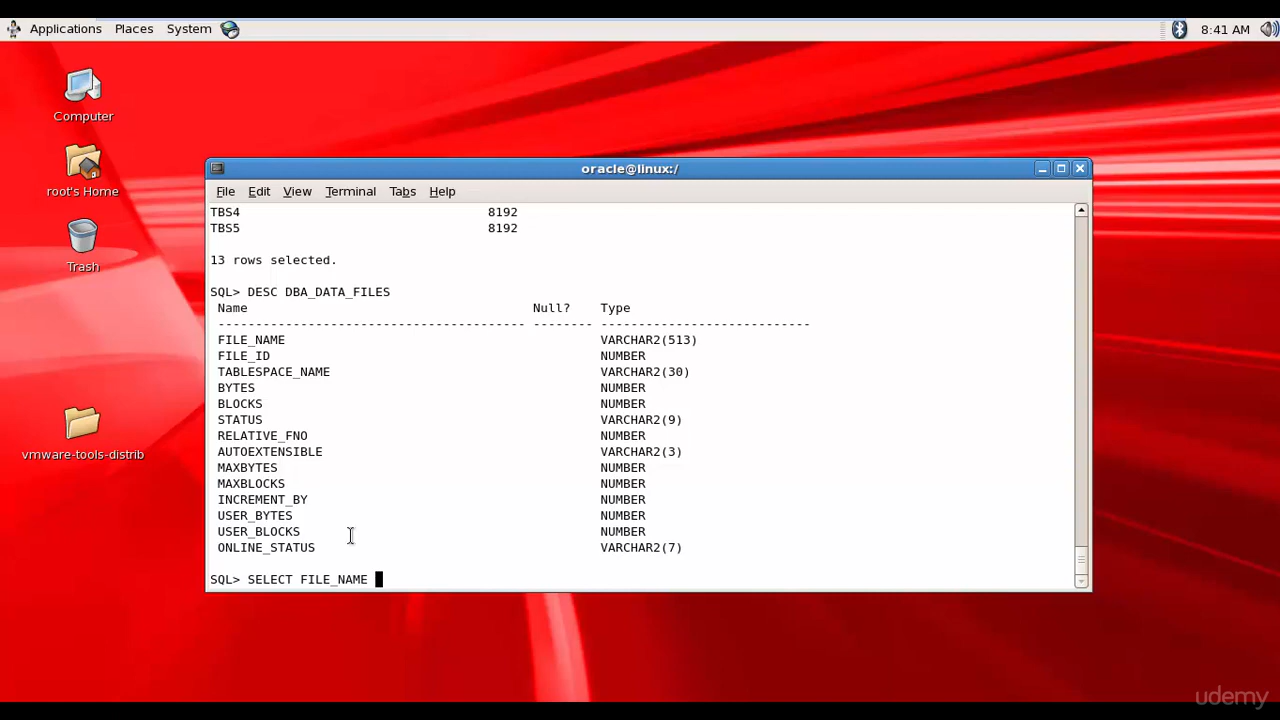 Applications Places System 8:41 AM
Computer
root's Home
Trash
vmware-tools-distrib
oracle@linux:/
File Edit View Terminal Tabs Help
TBS4 8192
TBS5 8192
13 rows selected.
SQL> DESC DBA_DATA_FILES
Name Null? Type
----------------------------------------- -------- ----------------------------
FILE_NAME VARCHAR2(513)
FILE_ID NUMBER
TABLESPACE_NAME VARCHAR2(30)
BYTES NUMBER
BLOCKS NUMBER
STATUS VARCHAR2(9)
RELATIVE_FNO NUMBER
AUTOEXTENSIBLE VARCHAR2(3)
MAXBYTES NUMBER
MAXBLOCKS NUMBER
INCREMENT_BY NUMBER
USER_BYTES NUMBER
USER_BLOCKS NUMBER
ONLINE_STATUS VARCHAR2(7)
SQL> SELECT FILE_NAME
udemy